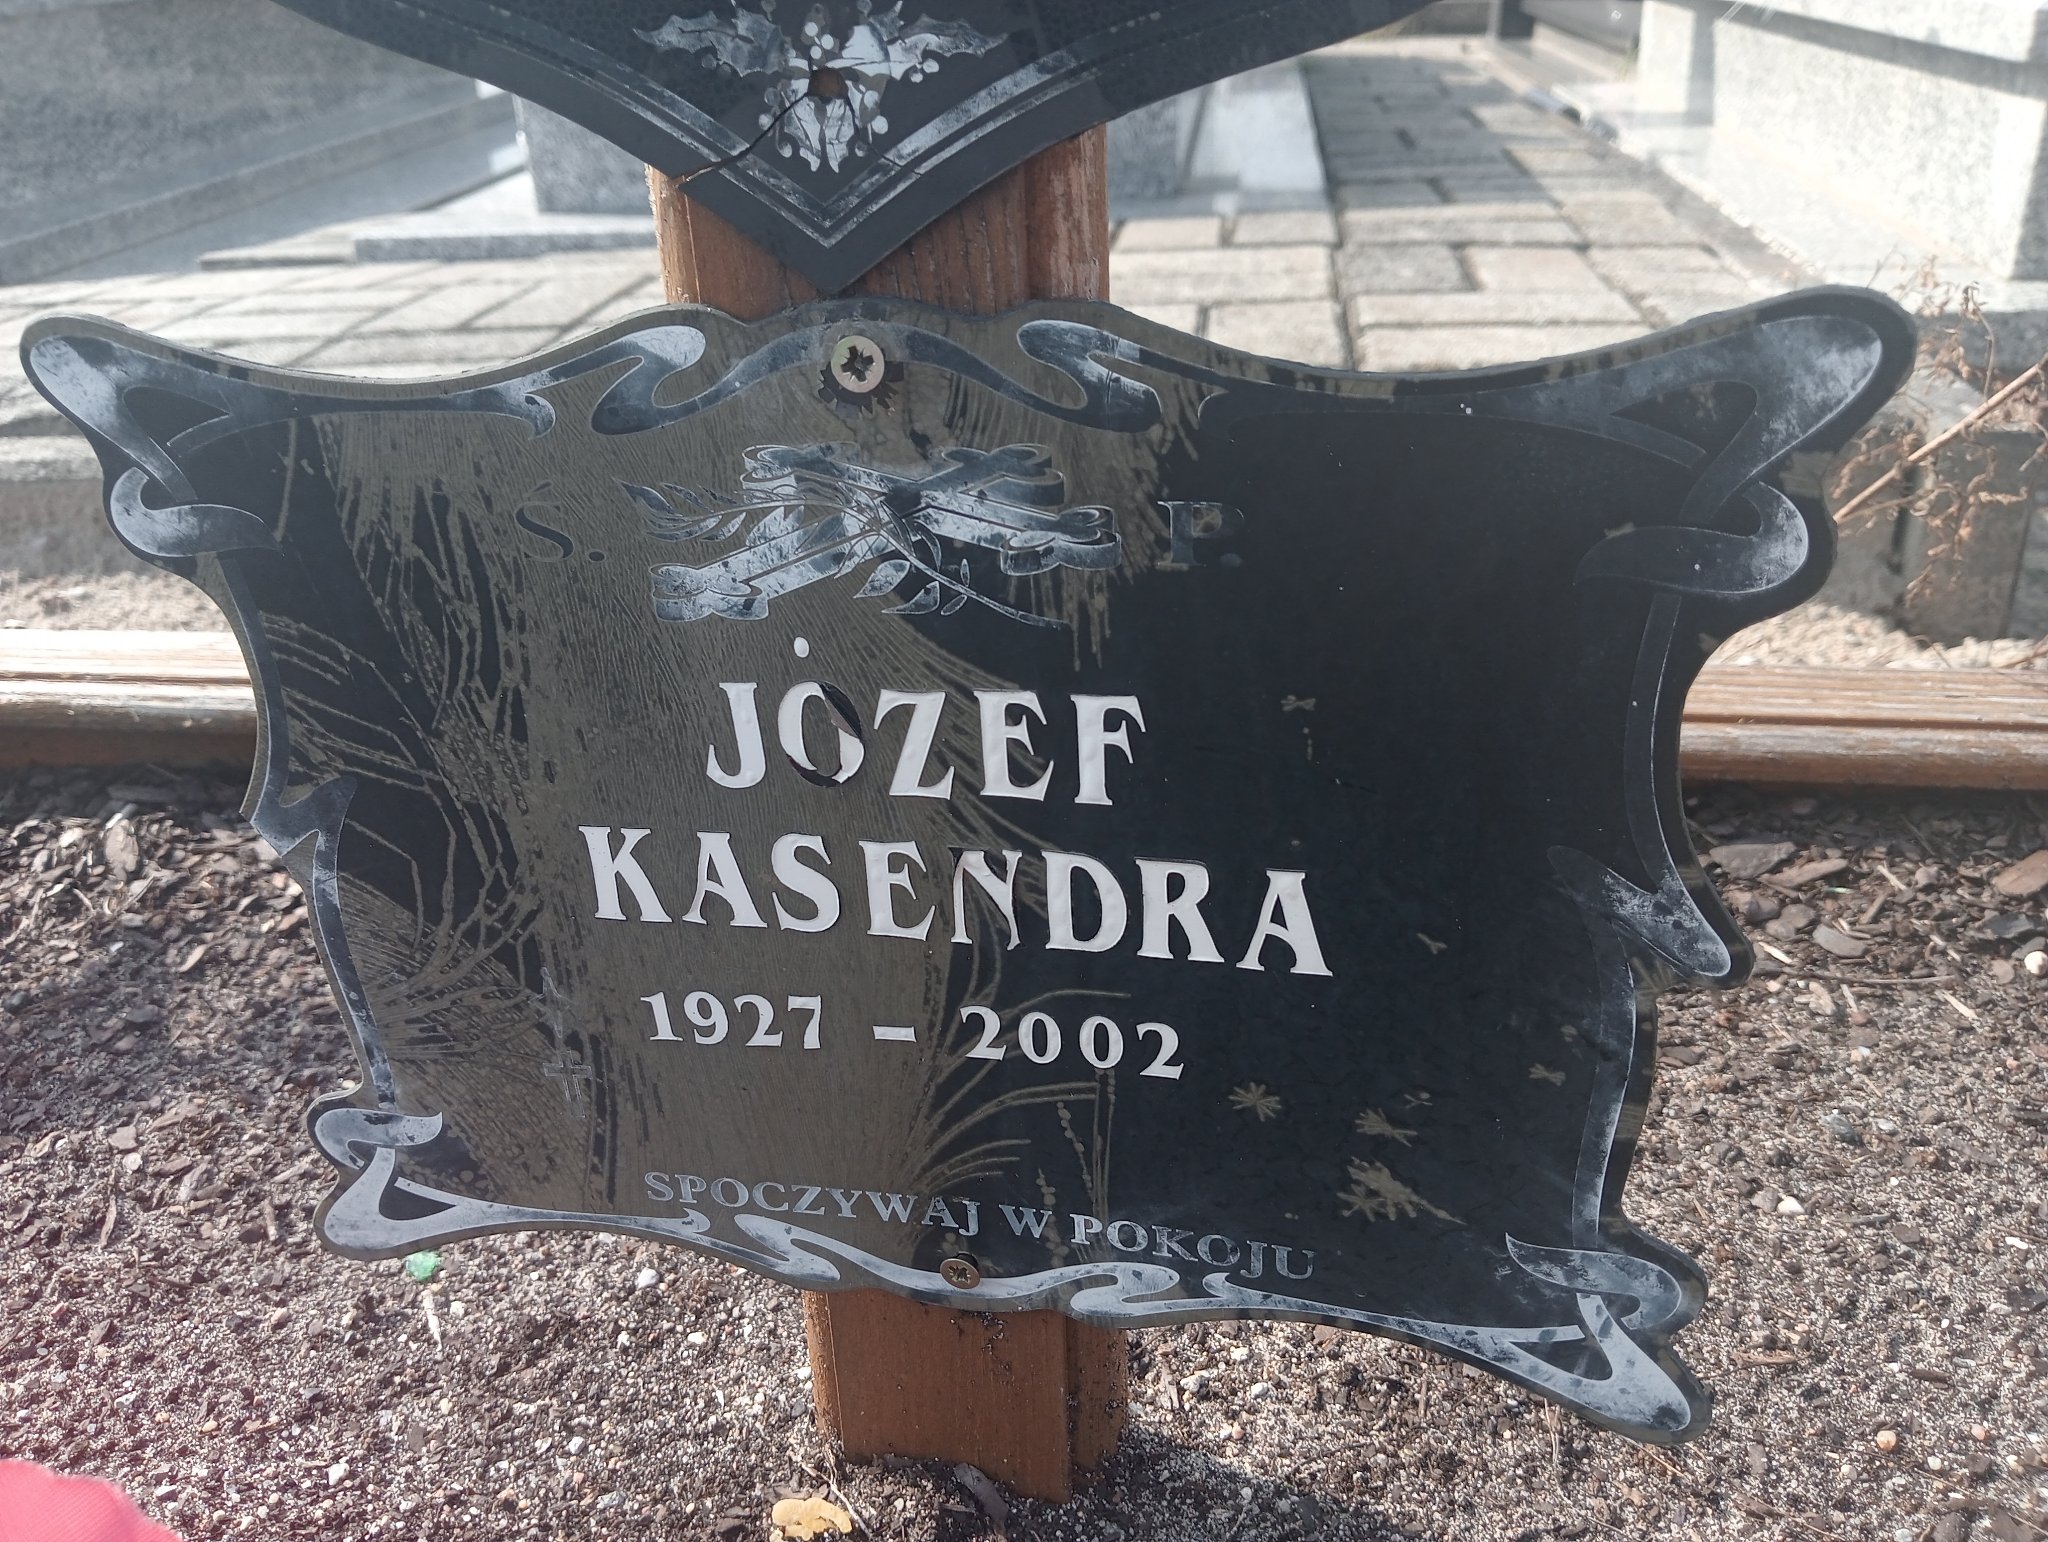 Ś. P.
JÓZEF
KASENDRA
1927 - 2002
SPOCZYWAJ W POKOJU